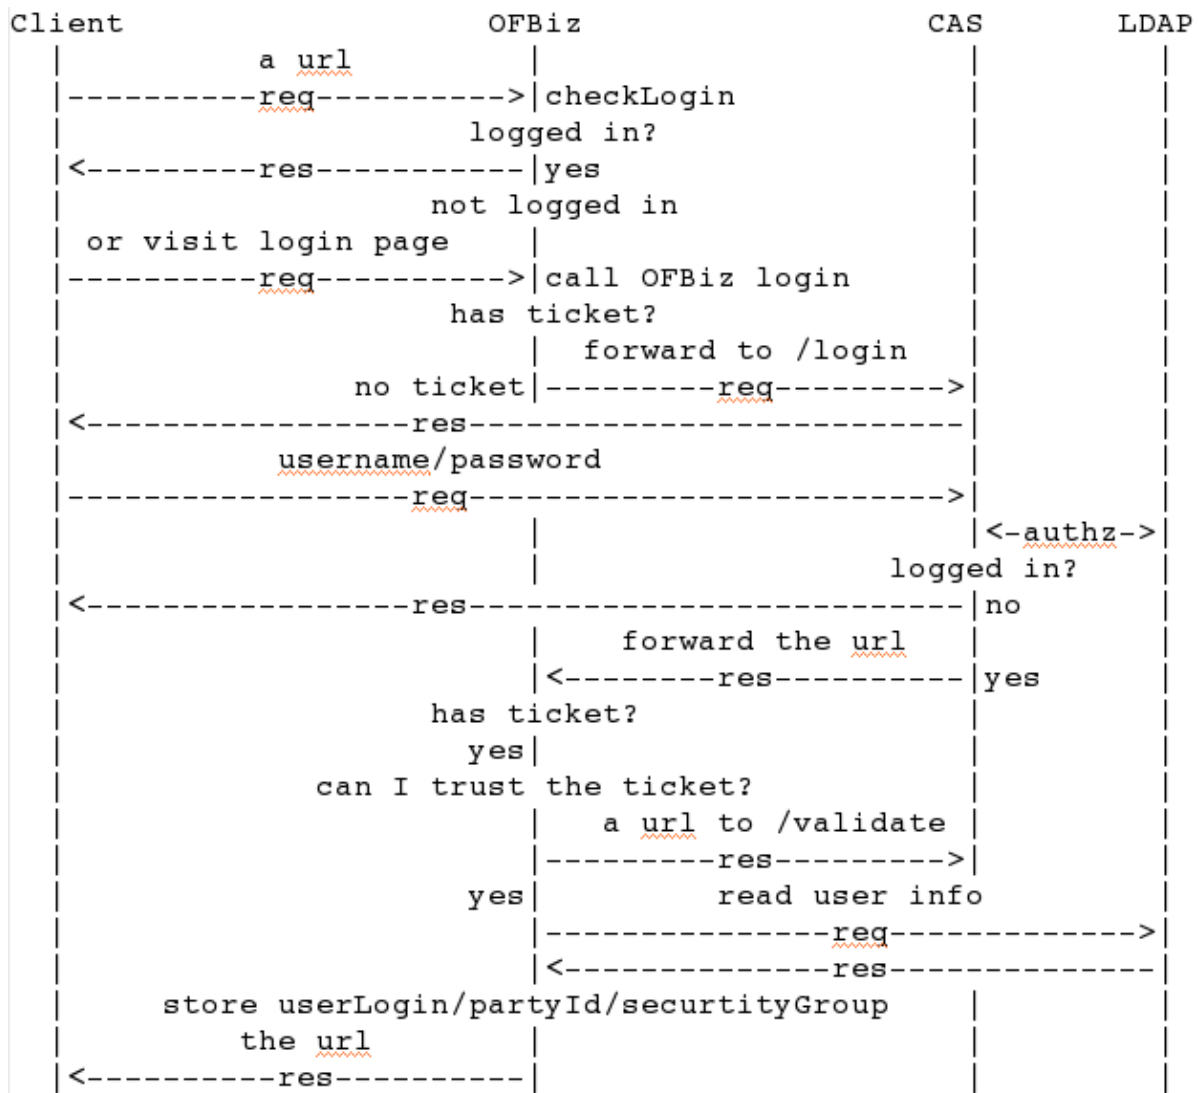 Client OFBiz CAS LDAP
| a url | | |
|----------req---------->|checkLogin | |
| logged in? | |
|<---------res-----------|yes | |
| not logged in | |
| or visit login page | | |
|----------req---------->|call OFBiz login | |
| has ticket? | |
| | forward to /login | |
| no ticket|---------req--------->| |
|<-----------------res--------------------------| |
| username/password | |
|------------------req------------------------->| |
| | |<-authz->|
| | logged in? |
|<-----------------res--------------------------|no |
| | forward the url | |
| |<--------res----------|yes |
| has ticket? | |
| yes| | |
| can I trust the ticket? | |
| | a url to /validate | |
| |---------res--------->| |
| yes| read user info |
| |---------------req------------->|
| |<--------------res--------------|
| store userLogin/partyId/securtityGroup | |
| the url | | |
|<----------res----------| | |